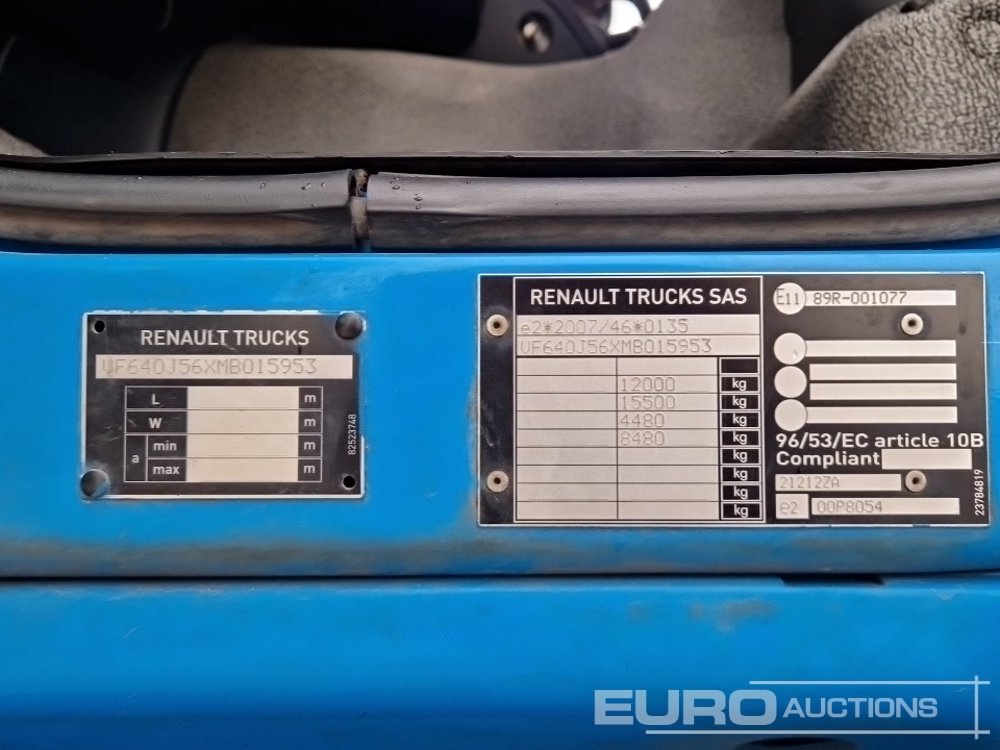 RENAULT TRUCKS
VF640J56XMB015953
L m
W m
a min m
max m
82523748
RENAULT TRUCKS SAS
e2*2007/46*0135
VF640J56XMB015953
kg
12000 kg
15500 kg
4480 kg
8480 kg
kg
kg
kg
kg
E11 89R-001077
96/53/EC article 10B
Compliant
21212ZA
e2 00P8054
23784819
EURO AUCTIONS